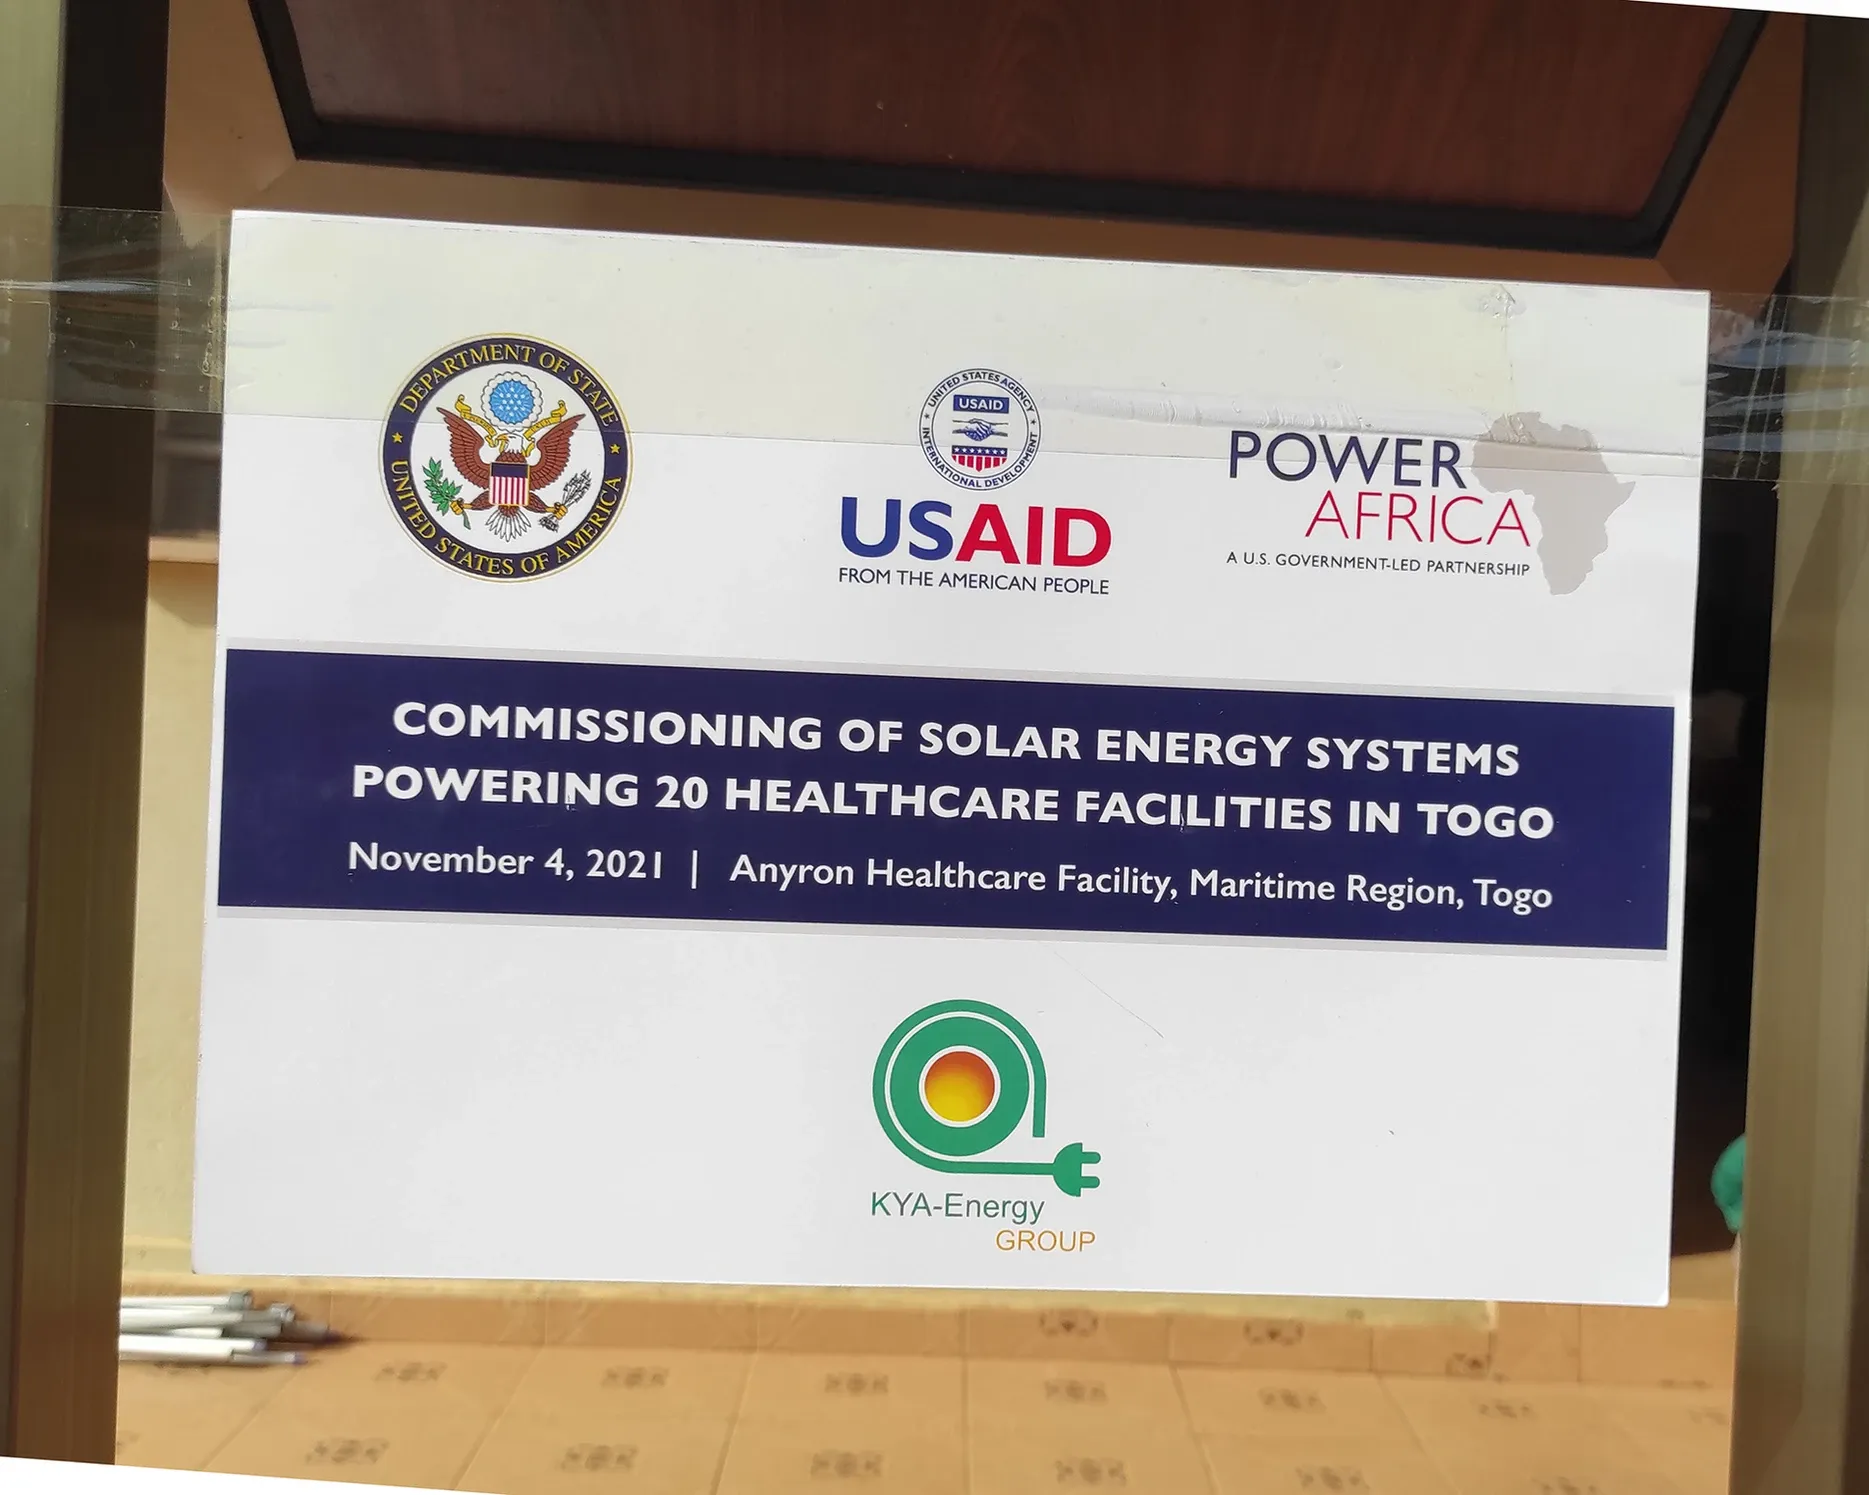 DEPARTMENT OF STATE
UNITED STATES OF AMERICA
UNITED STATES AGENCY
USAID
INTERNATIONAL DEVELOPMENT
USAID
FROM THE AMERICAN PEOPLE
POWER
AFRICA
A U.S. GOVERNMENT-LED PARTNERSHIP
COMMISSIONING OF SOLAR ENERGY SYSTEMS
POWERING 20 HEALTHCARE FACILITIES IN TOGO
November 4, 2021 | Anyron Healthcare Facility, Maritime Region, Togo
KYA-Energy
GROUP